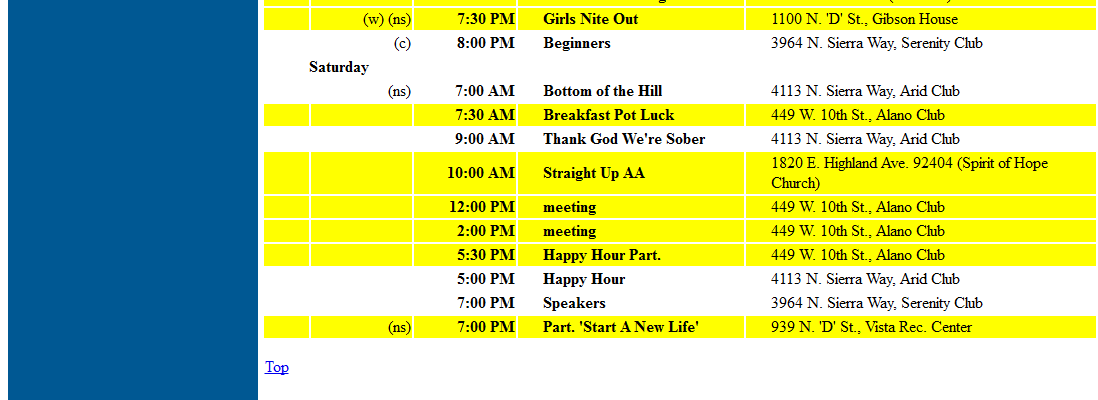 (w) (ns) 7:30 PM Girls Nite Out 1100 N. 'D' St., Gibson House
(c) 8:00 PM Beginners 3964 N. Sierra Way, Serenity Club
Saturday
(ns) 7:00 AM Bottom of the Hill 4113 N. Sierra Way, Arid Club
7:30 AM Breakfast Pot Luck 449 W. 10th St., Alano Club
9:00 AM Thank God We're Sober 4113 N. Sierra Way, Arid Club
10:00 AM Straight Up AA 1820 E. Highland Ave. 92404 (Spirit of Hope
Church)
12:00 PM meeting 449 W. 10th St., Alano Club
2:00 PM meeting 449 W. 10th St., Alano Club
5:30 PM Happy Hour Part. 449 W. 10th St., Alano Club
5:00 PM Happy Hour 4113 N. Sierra Way, Arid Club
7:00 PM Speakers 3964 N. Sierra Way, Serenity Club
(ns) 7:00 PM Part. 'Start A New Life' 939 N. 'D' St., Vista Rec. Center
Top